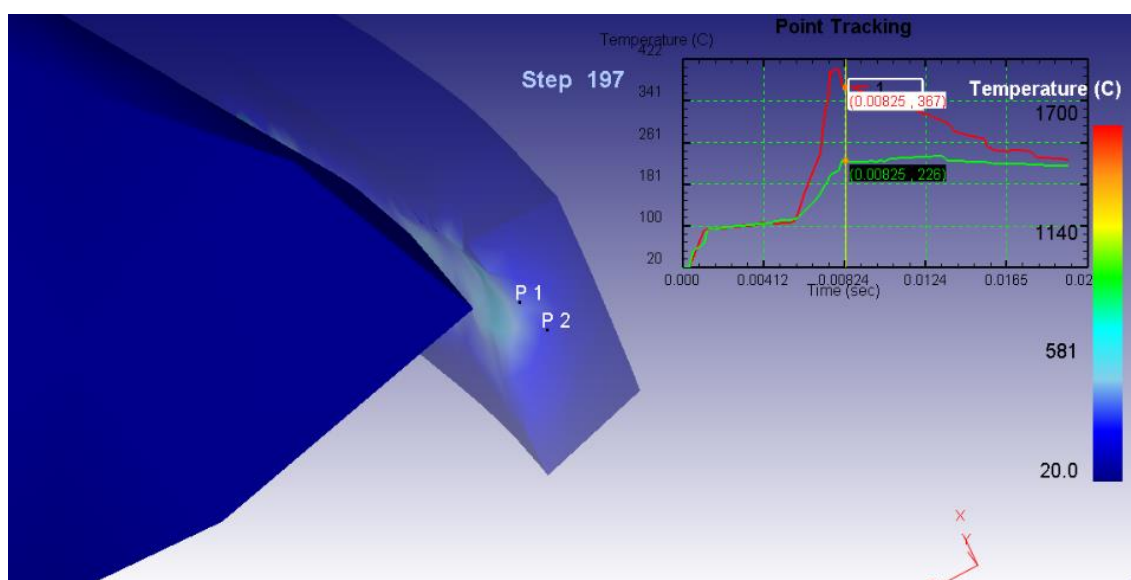 Point Tracking
Temperature (C)
422
Step 197
341
1
(0.00825 , 367)
Temperature (C)
1700
261
181
(0.00825 , 226)
100
1140
20
0.000
0.00412
0.00824
0.0124
0.0165
0.02
Time (sec)
P 1
P 2
581
20.0
X
Y